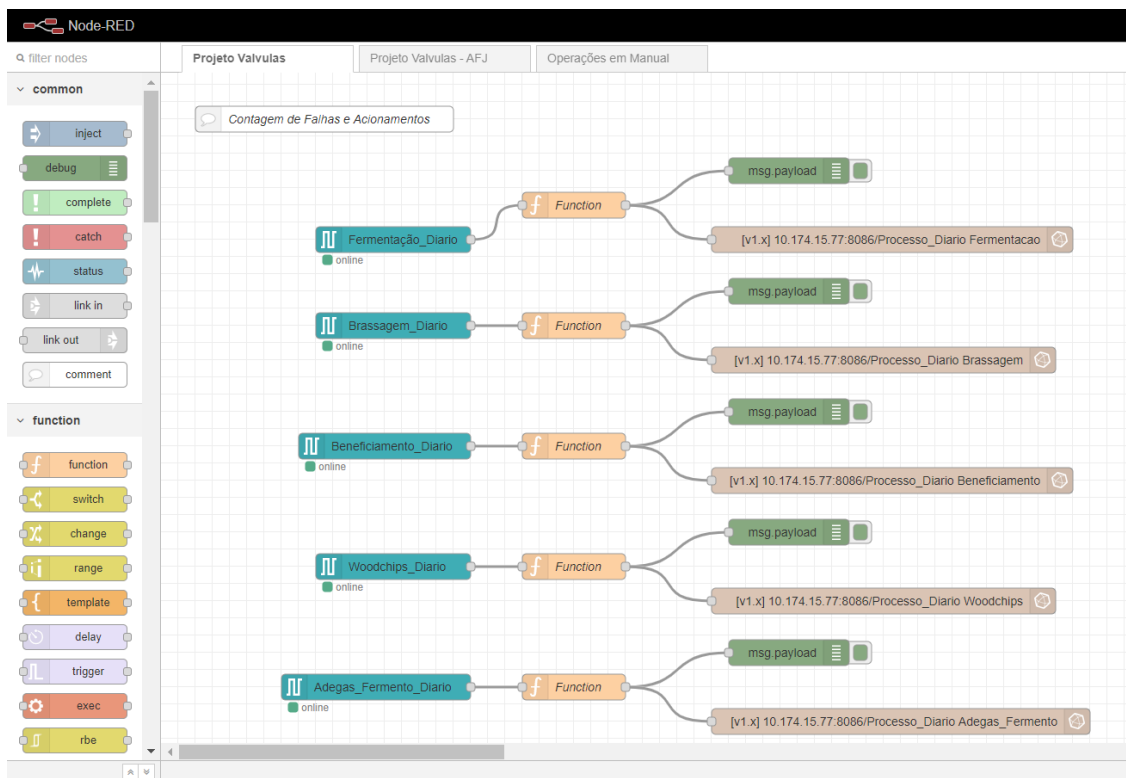 Node-RED
filter nodes
Projeto Valvulas
Projeto Valvulas - AFJ
Operações em Manual
common
inject
debug
complete
catch
status
link in
link out
comment
function
function
switch
change
range
template
delay
trigger
exec
rbe
Contagem de Falhas e Acionamentos
msg.payload
Function
Fermentação_Diario
online
[v1.x] 10.174.15.77:8086/Processo_Diario Fermentacao
msg.payload
Brassagem_Diario
Function
online
[v1.x] 10.174.15.77:8086/Processo_Diario Brassagem
msg.payload
Beneficiamento_Diario
Function
online
[v1.x] 10.174.15.77:8086/Processo_Diario Beneficiamento
msg.payload
Woodchips_Diario
Function
online
[v1.x] 10.174.15.77:8086/Processo_Diario Woodchips
msg.payload
Adegas_Fermento_Diario
Function
online
[v1.x] 10.174.15.77:8086/Processo_Diario Adegas_Fermento